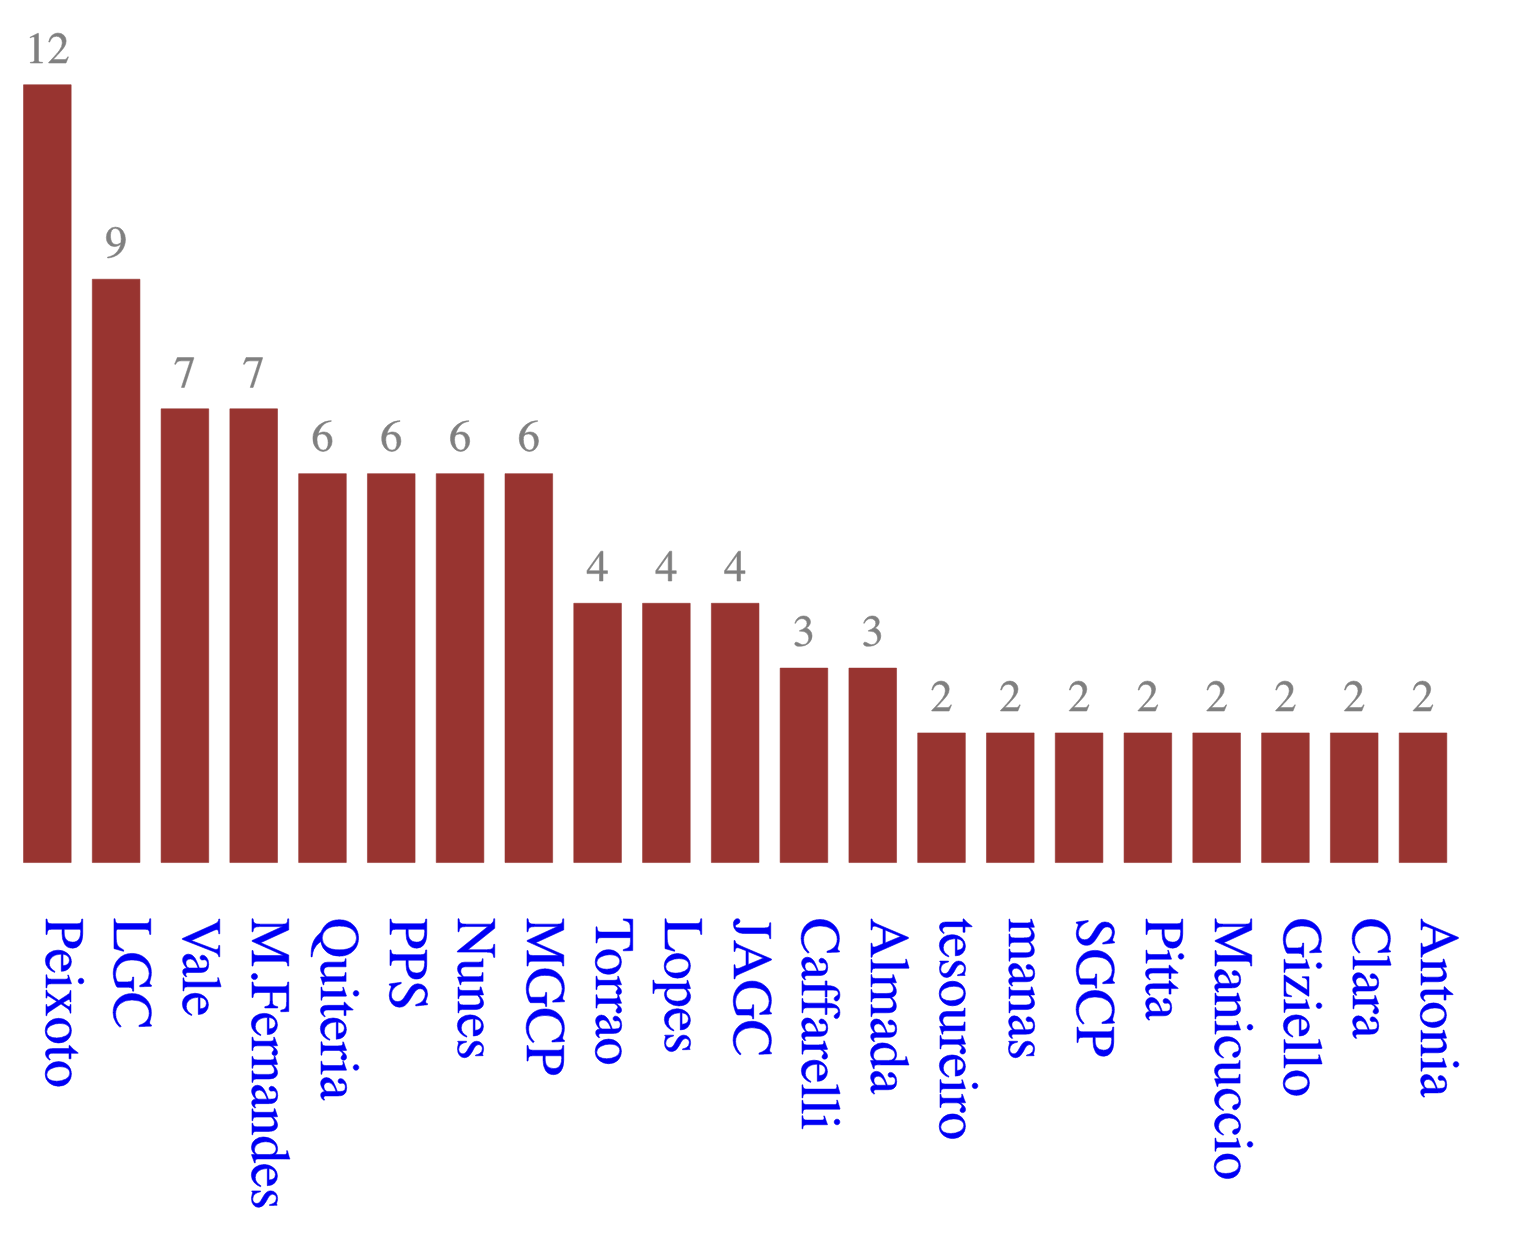 12
9
7
7
6
6
6
6
4
4
4
3
3
2
2
2
2
2
2
2
2
Peixoto
LGC
Vale
M.Fernandes
Quiteria
PPS
Nunes
MGCP
Torrao
Lopes
JAGC
Caffarelli
Almada
tesoureiro
manas
SGCP
Pitta
Manicuccio
Giziello
Clara
Antonia